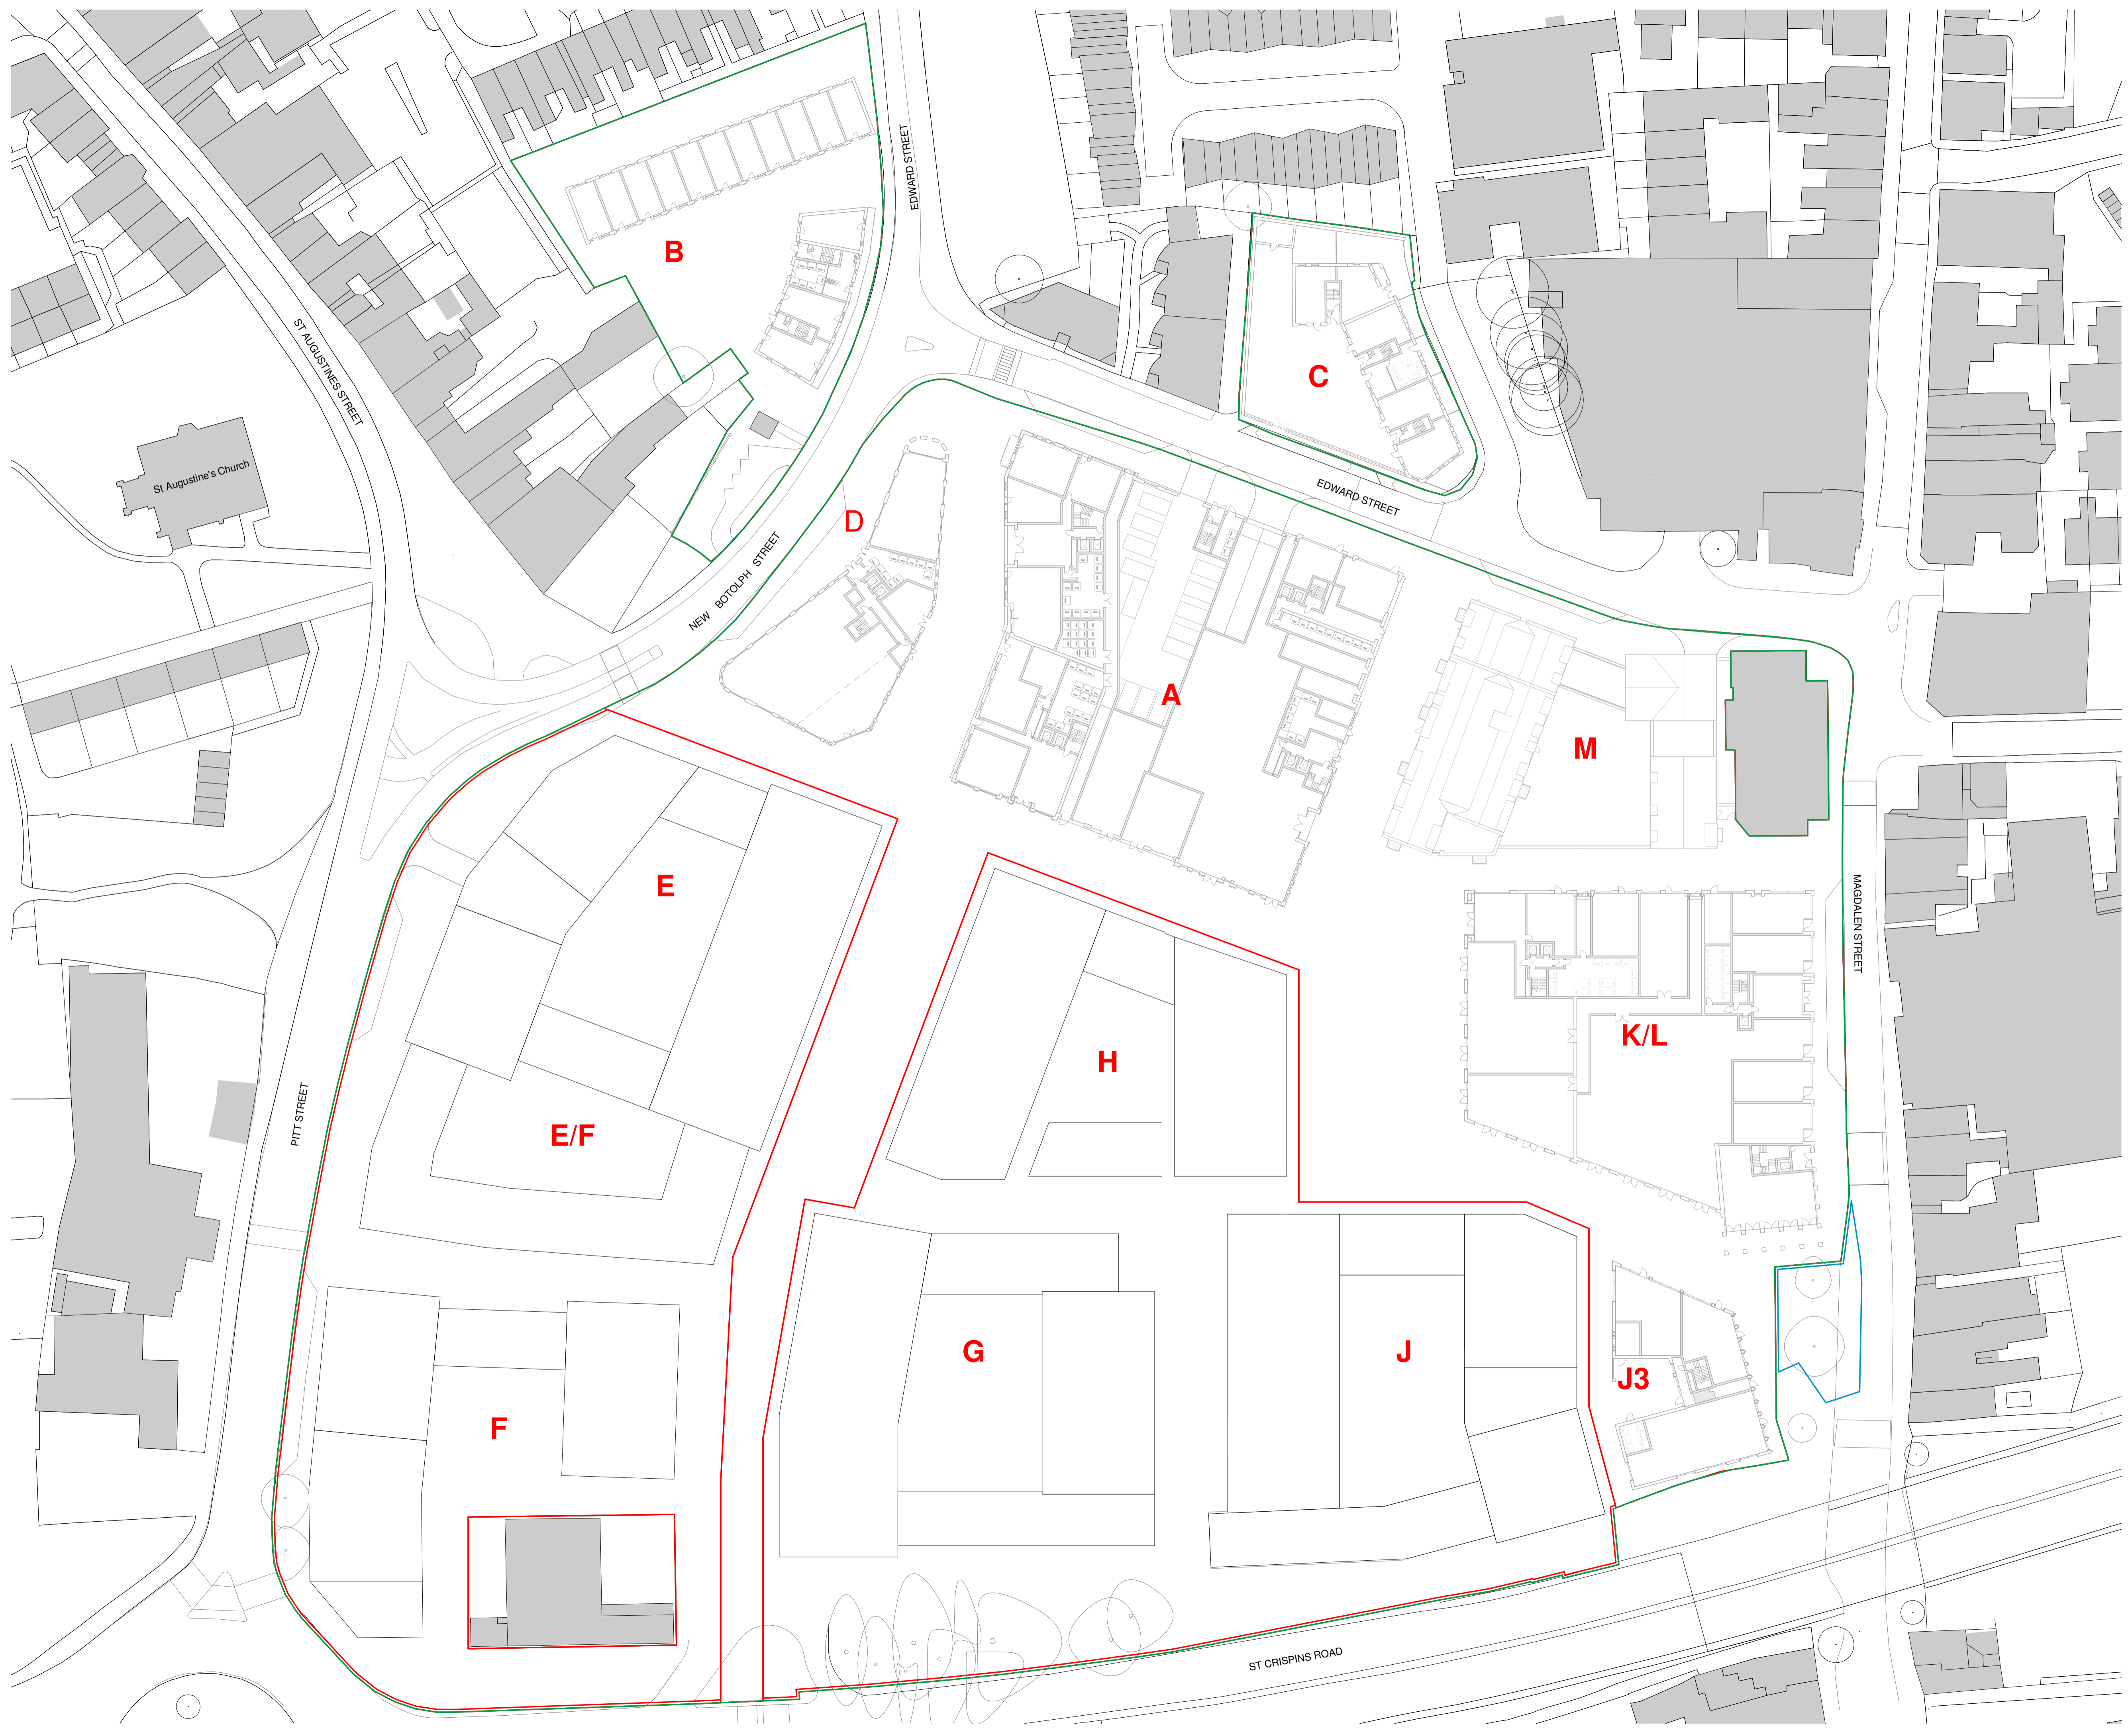 EDWARD STREET
B
ST AUGUSTINES STREET
C
St Augustine's Church
EDWARD STREET
D
NEW BOTOLPH STREET
A
M
E
MAGDALEN STREET
K/L
H
PITT STREET
E/F
G
J
J3
F
ST CRISPINS ROAD